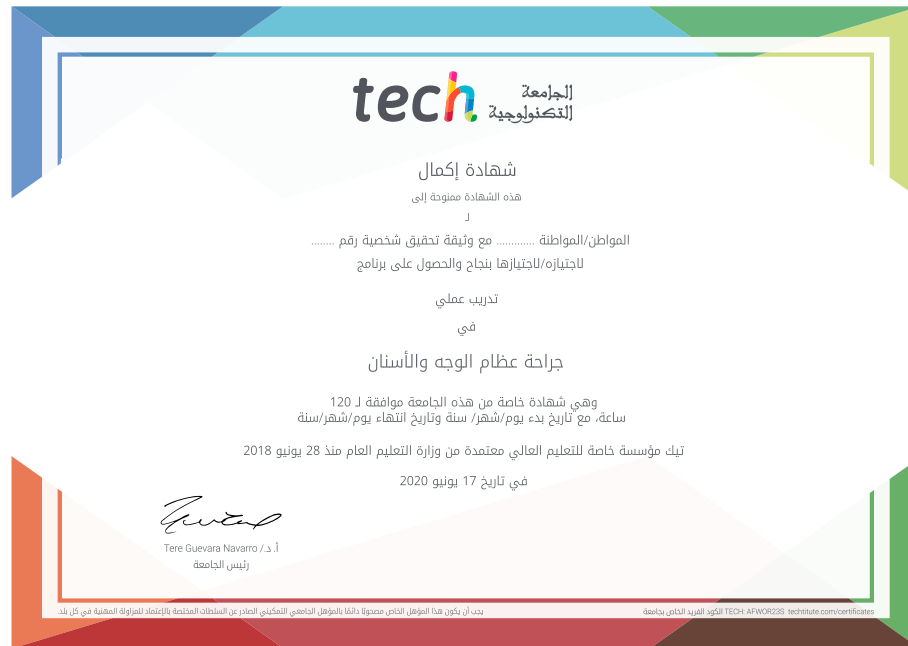 tech الجامعة
التكنولوجية
شهادة إكمال
هذه الشهادة ممنوحة إلى
لـ
المواطن/المواطنة ............. مع وثيقة تحقيق شخصية رقم ........
لاجتيازه/لاجتيازها بنجاح والحصول على برنامج
تدريب عملي
في
جراحة عظام الوجه والأسنان
وهي شهادة خاصة من هذه الجامعة موافقة لـ 120
ساعة، مع تاريخ بدء يوم/شهر/ سنة وتاريخ انتهاء يوم/شهر/سنة
تيك مؤسسة خاصة للتعليم العالي معتمدة من وزارة التعليم العام منذ 28 يونيو 2018
في تاريخ 17 يونيو 2020
أ. د./ Tere Guevara Navarro
رئيس الجامعة
يجب أن يكون هذا المؤهل الخاص مصحوبًا دائمًا بالمؤهل الجامعي التمكيني الصادر عن السلطات المختصة بالإعتماد للمزاولة المهنية في كل بلد.
الكود الفريد الخاص بجامعة TECH: AFWOR23S techtitute.com/certificates